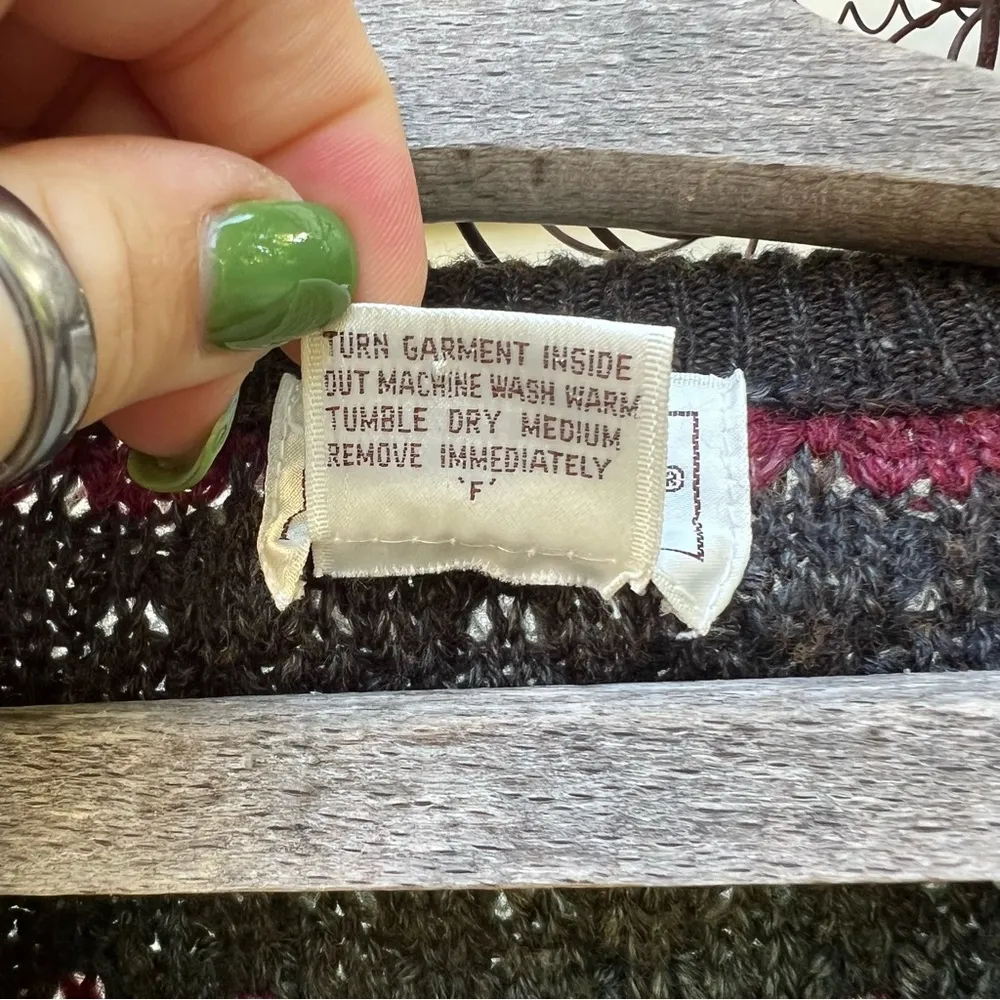 TURN GARMENT INSIDE
OUT MACHINE WASH WARM
TUMBLE DRY MEDIUM
REMOVE IMMEDIATELY
'F'
®